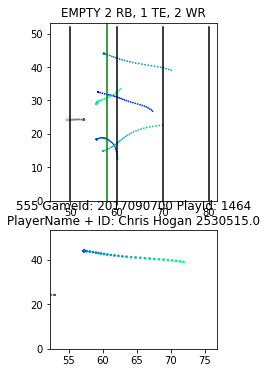 EMPTY 2 RB, 1 TE, 2 WR
50
40
30
20
10
0
50 60 70 80
555 GameId: 2017090700 PlayId: 1464
PlayerName + ID: Chris Hogan 2530515.0
40
20
0
55 60 65 70 75